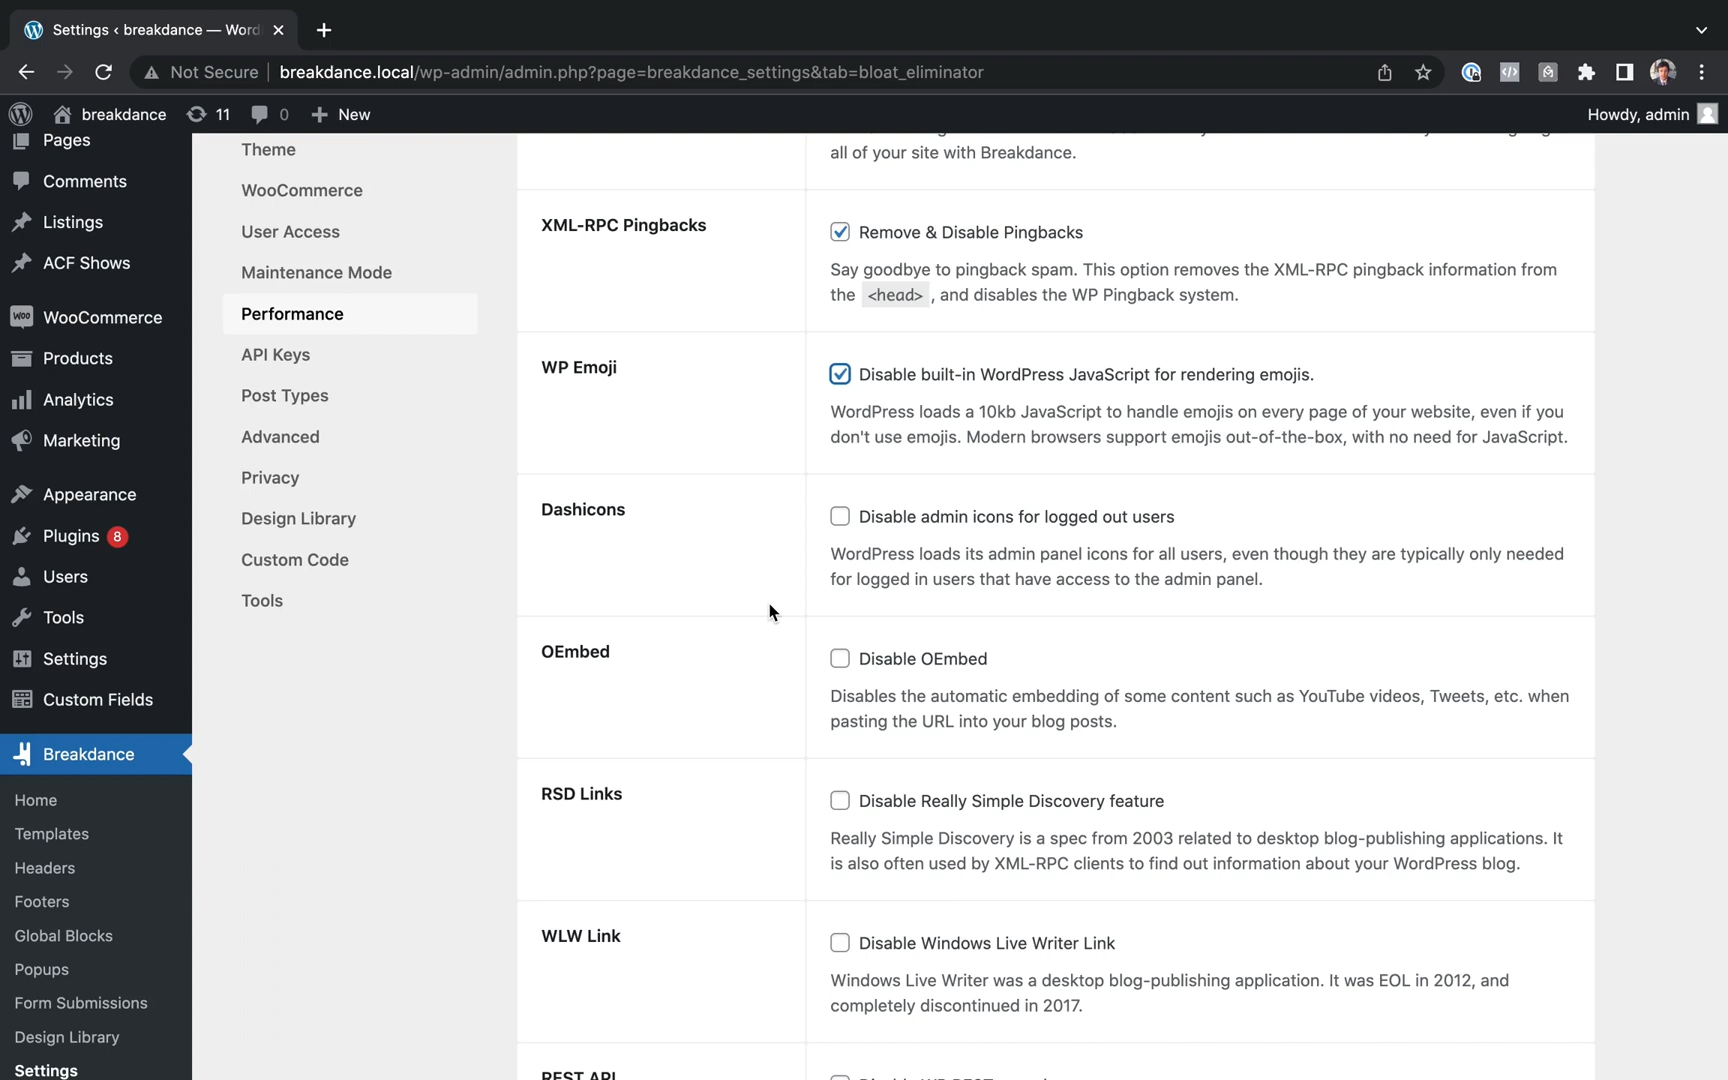 Settings ‹ breakdance — Word
Not Secure | breakdance.local/wp-admin/admin.php?page=breakdance_settings&tab=bloat_eliminator
breakdance 11 0 + New
Howdy, admin
Pages
Comments
Listings
ACF Shows
WooCommerce
Products
Analytics
Marketing
Appearance
Plugins 8
Users
Tools
Settings
Custom Fields
Breakdance
Home
Templates
Headers
Footers
Global Blocks
Popups
Form Submissions
Design Library
Settings
Theme
WooCommerce
User Access
Maintenance Mode
Performance
API Keys
Post Types
Advanced
Privacy
Design Library
Custom Code
Tools
all of your site with Breakdance.
XML-RPC Pingbacks
Remove & Disable Pingbacks
Say goodbye to pingback spam. This option removes the XML-RPC pingback information from
the <head> , and disables the WP Pingback system.
WP Emoji
Disable built-in WordPress JavaScript for rendering emojis.
WordPress loads a 10kb JavaScript to handle emojis on every page of your website, even if you
don't use emojis. Modern browsers support emojis out-of-the-box, with no need for JavaScript.
Dashicons
Disable admin icons for logged out users
WordPress loads its admin panel icons for all users, even though they are typically only needed
for logged in users that have access to the admin panel.
OEmbed
Disable OEmbed
Disables the automatic embedding of some content such as YouTube videos, Tweets, etc. when
pasting the URL into your blog posts.
RSD Links
Disable Really Simple Discovery feature
Really Simple Discovery is a spec from 2003 related to desktop blog-publishing applications. It
is also often used by XML-RPC clients to find out information about your WordPress blog.
WLW Link
Disable Windows Live Writer Link
Windows Live Writer was a desktop blog-publishing application. It was EOL in 2012, and
completely discontinued in 2017.
REST API